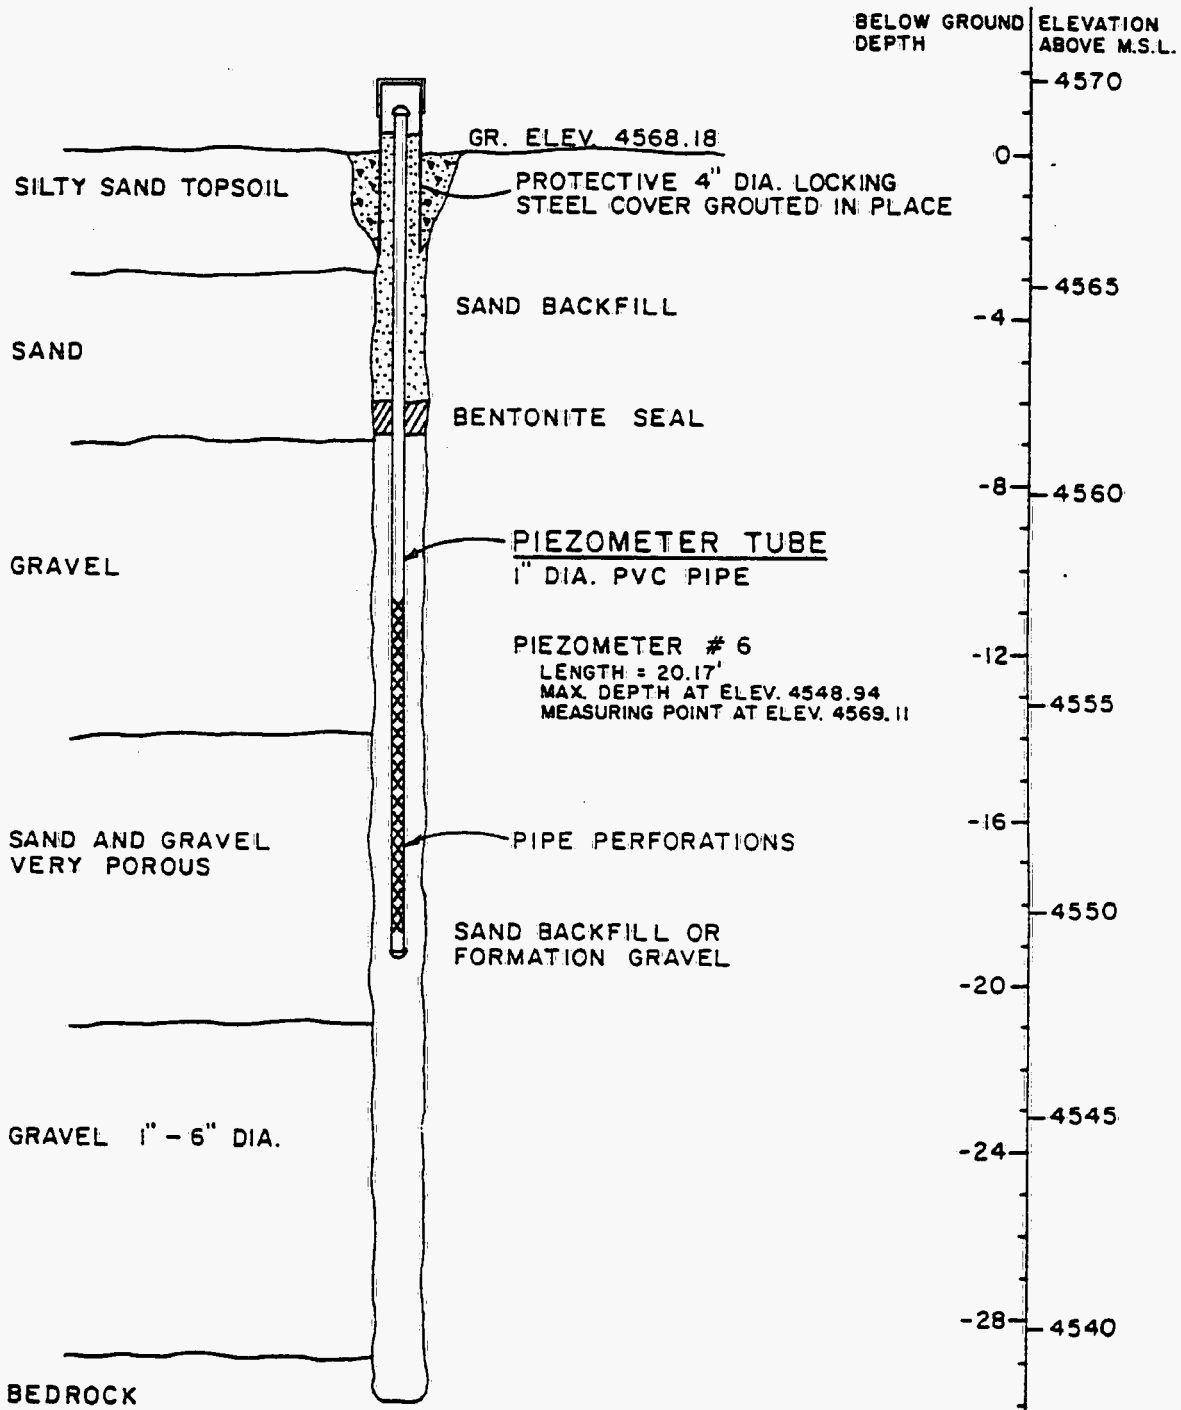 BELOW GROUND DEPTH
ELEVATION ABOVE M.S.L.
4570
GR. ELEV. 4568.18
0
SILTY SAND TOPSOIL
PROTECTIVE 4" DIA. LOCKING
STEEL COVER GROUTED IN PLACE
4565
SAND BACKFILL
-4
SAND
BENTONITE SEAL
-8
4560
PIEZOMETER TUBE
1" DIA. PVC PIPE
GRAVEL
PIEZOMETER # 6
LENGTH = 20.17'
MAX. DEPTH AT ELEV. 4548.94
MEASURING POINT AT ELEV. 4569.11
-12
4555
-16
SAND AND GRAVEL
VERY POROUS
PIPE PERFORATIONS
4550
SAND BACKFILL OR
FORMATION GRAVEL
-20
4545
GRAVEL 1" - 6" DIA.
-24
-28
4540
BEDROCK